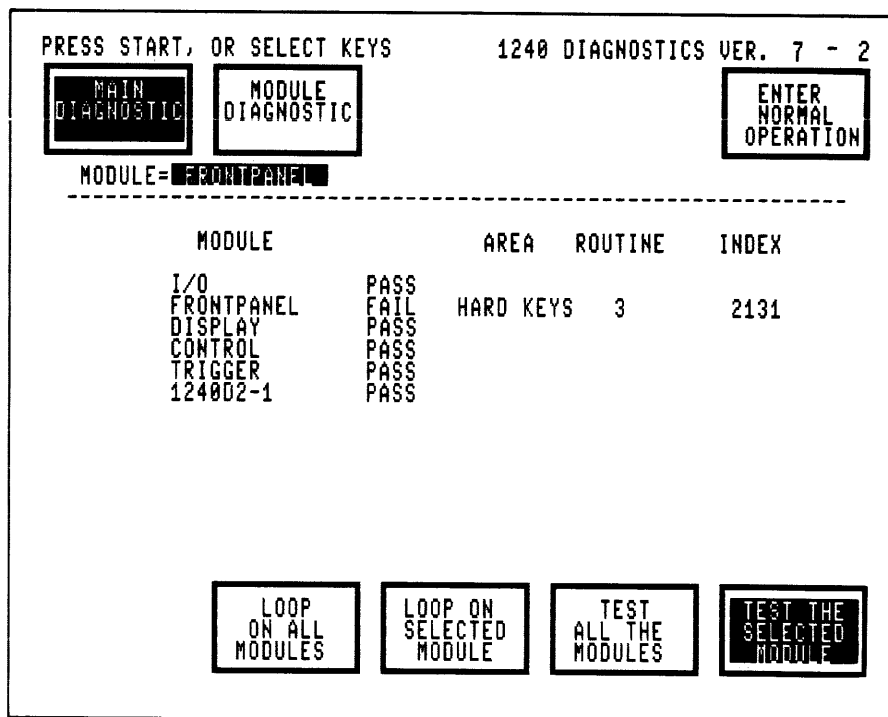 PRESS START, OR SELECT KEYS 1240 DIAGNOSTICS VER. 7 - 2
MAIN DIAGNOSTIC
MODULE DIAGNOSTIC
ENTER NORMAL OPERATION
MODULE= FRONTPANEL
MODULE AREA ROUTINE INDEX
I/O PASS
FRONTPANEL FAIL HARD KEYS 3 2131
DISPLAY PASS
CONTROL PASS
TRIGGER PASS
1240D2-1 PASS
LOOP ON ALL MODULES
LOOP ON SELECTED MODULE
TEST ALL THE MODULES
TEST THE SELECTED MODULE